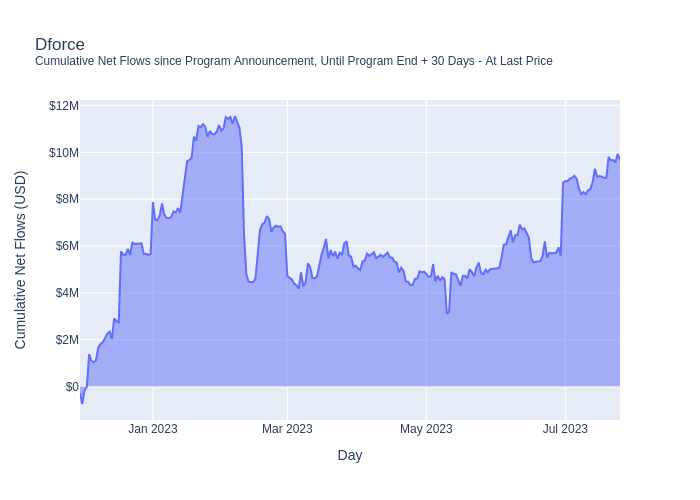 Dforce
Cumulative Net Flows since Program Announcement, Until Program End + 30 Days - At Last Price
$12M
$10M
$8M
$6M
$4M
$2M
$0
Cumulative Net Flows (USD)
Jan 2023
Mar 2023
May 2023
Jul 2023
Day